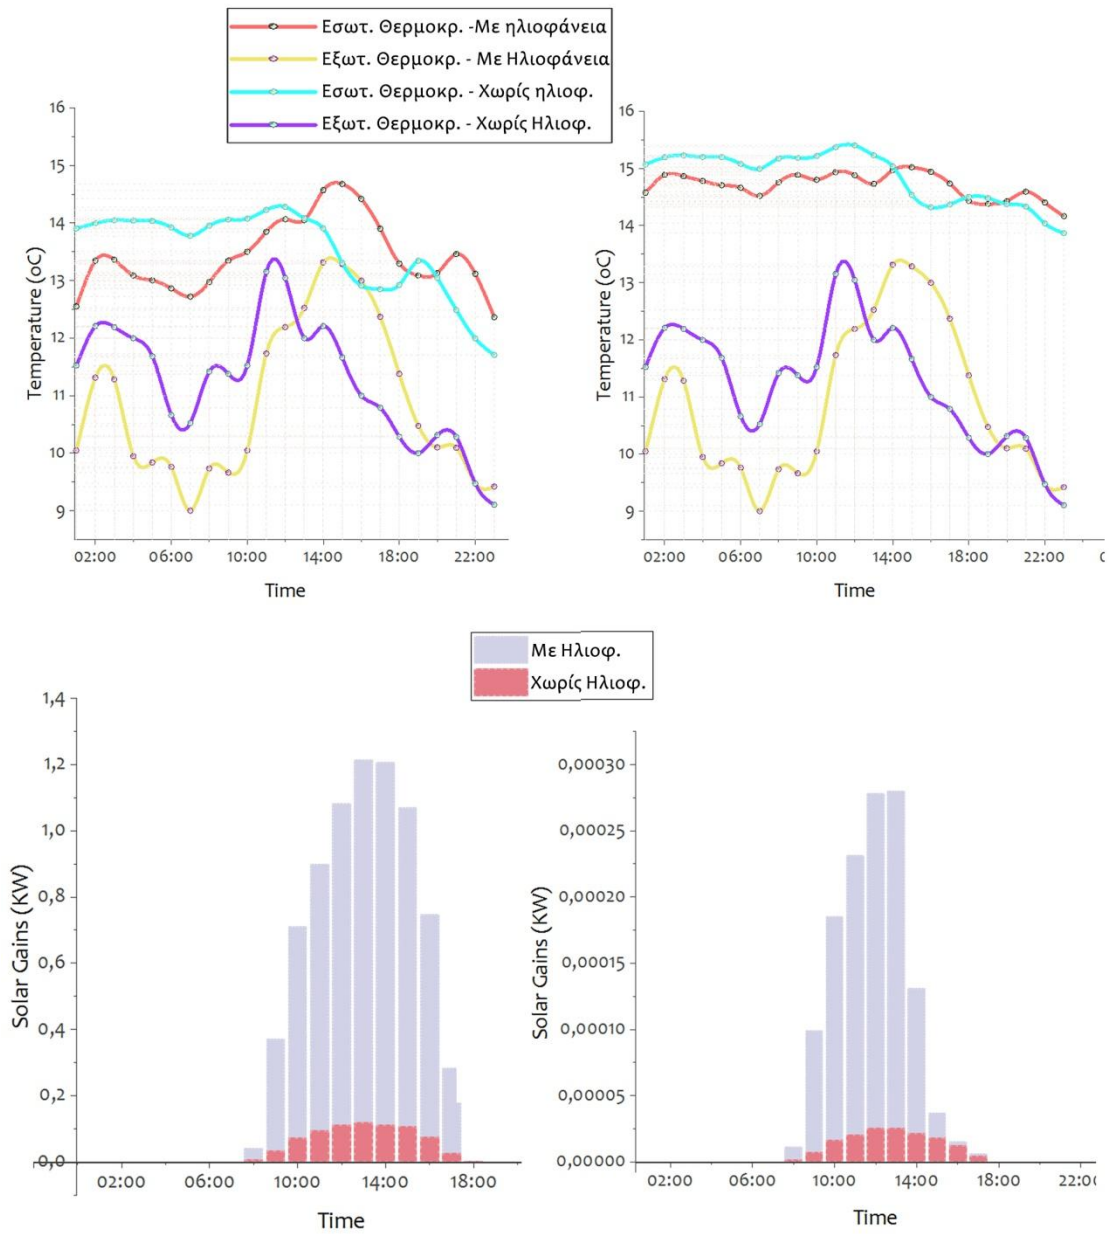 Εσωτ. Θερμοκρ. -Με ηλιοφάνεια
Εξωτ. Θερμοκρ. - Με Ηλιοφάνεια
Εσωτ. Θερμοκρ. - Χωρίς ηλιοφ.
Εξωτ. Θερμοκρ. - Χωρίς Ηλιοφ.
16
15
14
13
12
11
10
9
Temperature (oC)
02:00 06:00 10:00 14:00 18:00 22:00
Time
16
15
14
13
12
11
10
9
Temperature (oC)
02:00 06:00 10:00 14:00 18:00 22:00 0
Time
Με Ηλιοφ.
Χωρίς Ηλιοφ.
1,4
1,2
1,0
0,8
0,6
0,4
0,2
0,0
Solar Gains (KW)
02:00 06:00 10:00 14:00 18:00
Time
0,00030
0,00025
0,00020
0,00015
0,00010
0,00005
0,00000
Solar Gains (KW)
02:00 06:00 10:00 14:00 18:00 22:00
Time